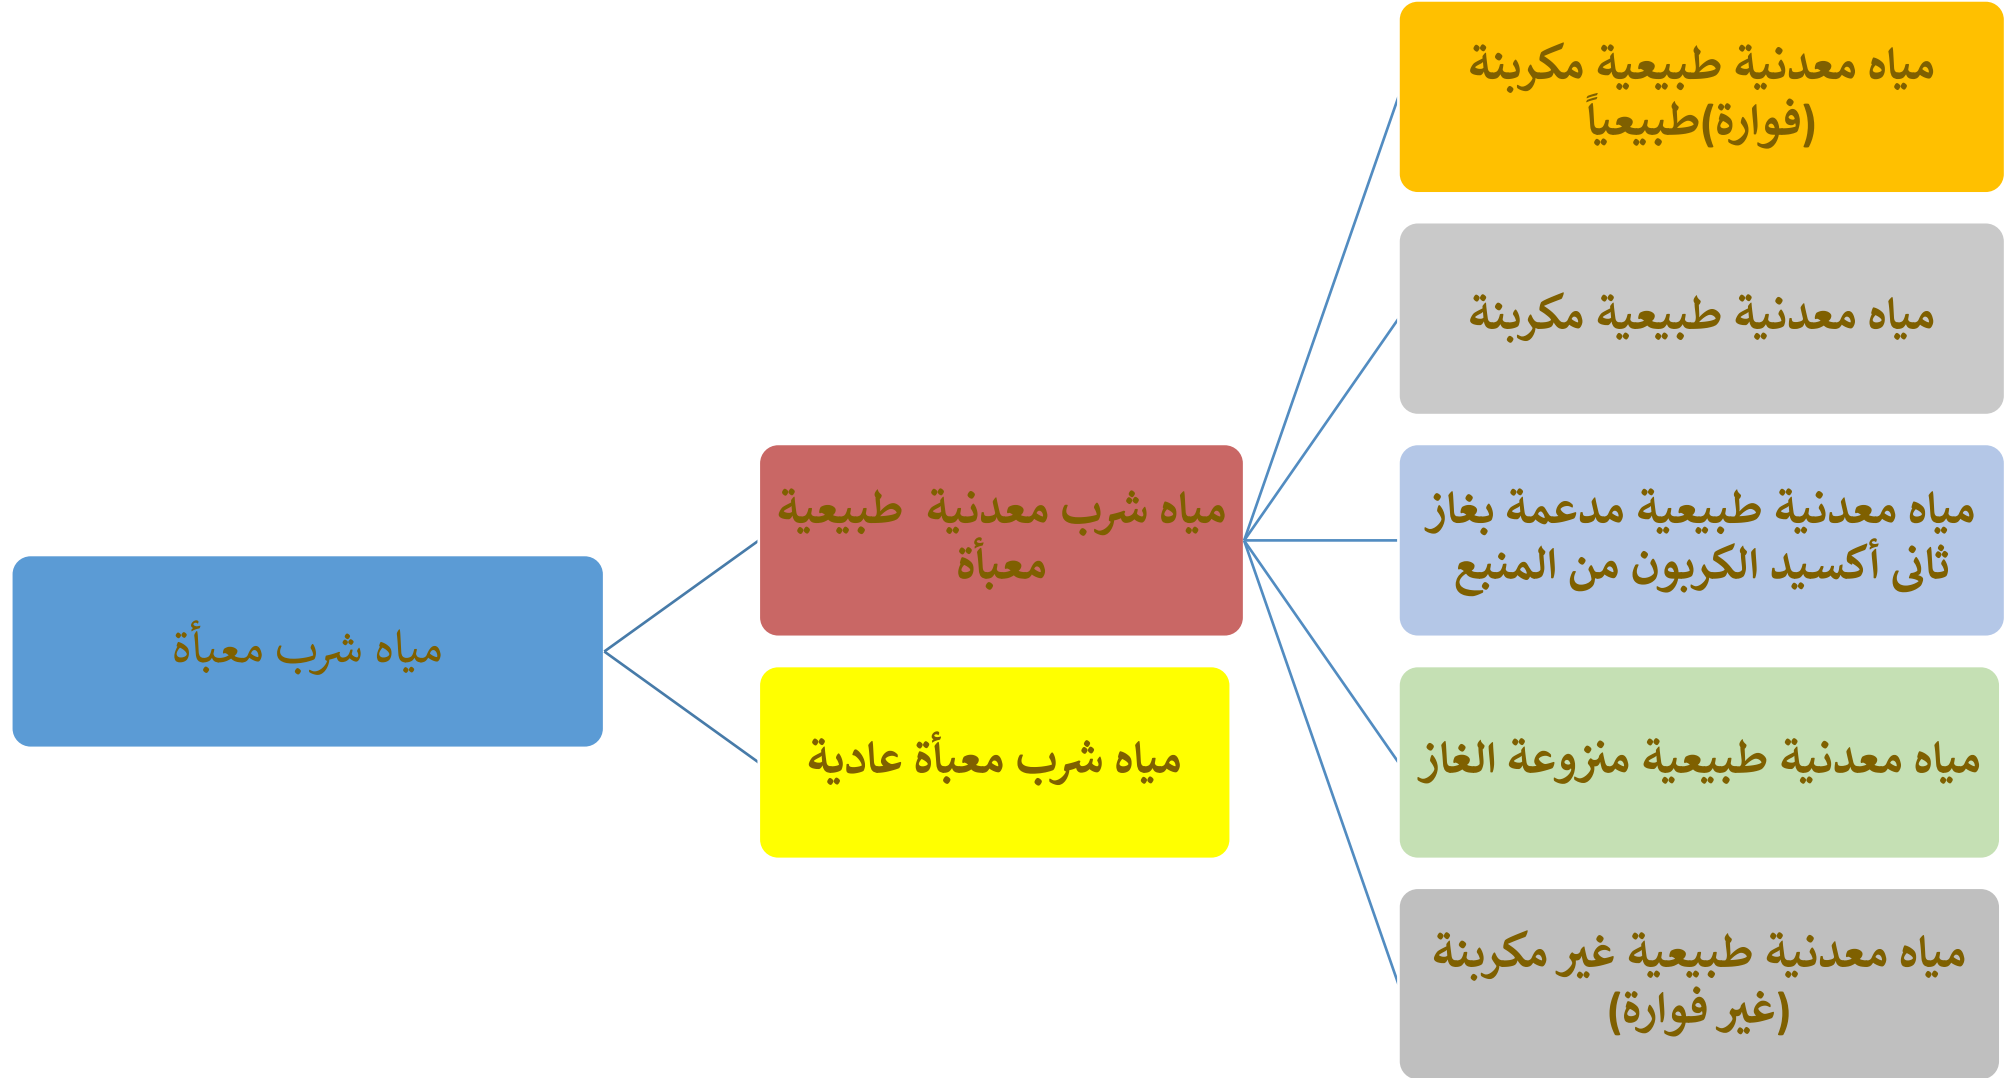 مياه شرب معبأة
مياه شرب معدنية طبيعية
معبأة
مياه شرب معبأة عادية
مياه معدنية طبيعية مكربنة
(فوارة)طبيعياً
مياه معدنية طبيعية مكربنة
مياه معدنية طبيعية مدعمة بغاز
ثانى أكسيد الكربون من المنبع
مياه معدنية طبيعية منزوعة الغاز
مياه معدنية طبيعية غير مكربنة
(غير فوارة)